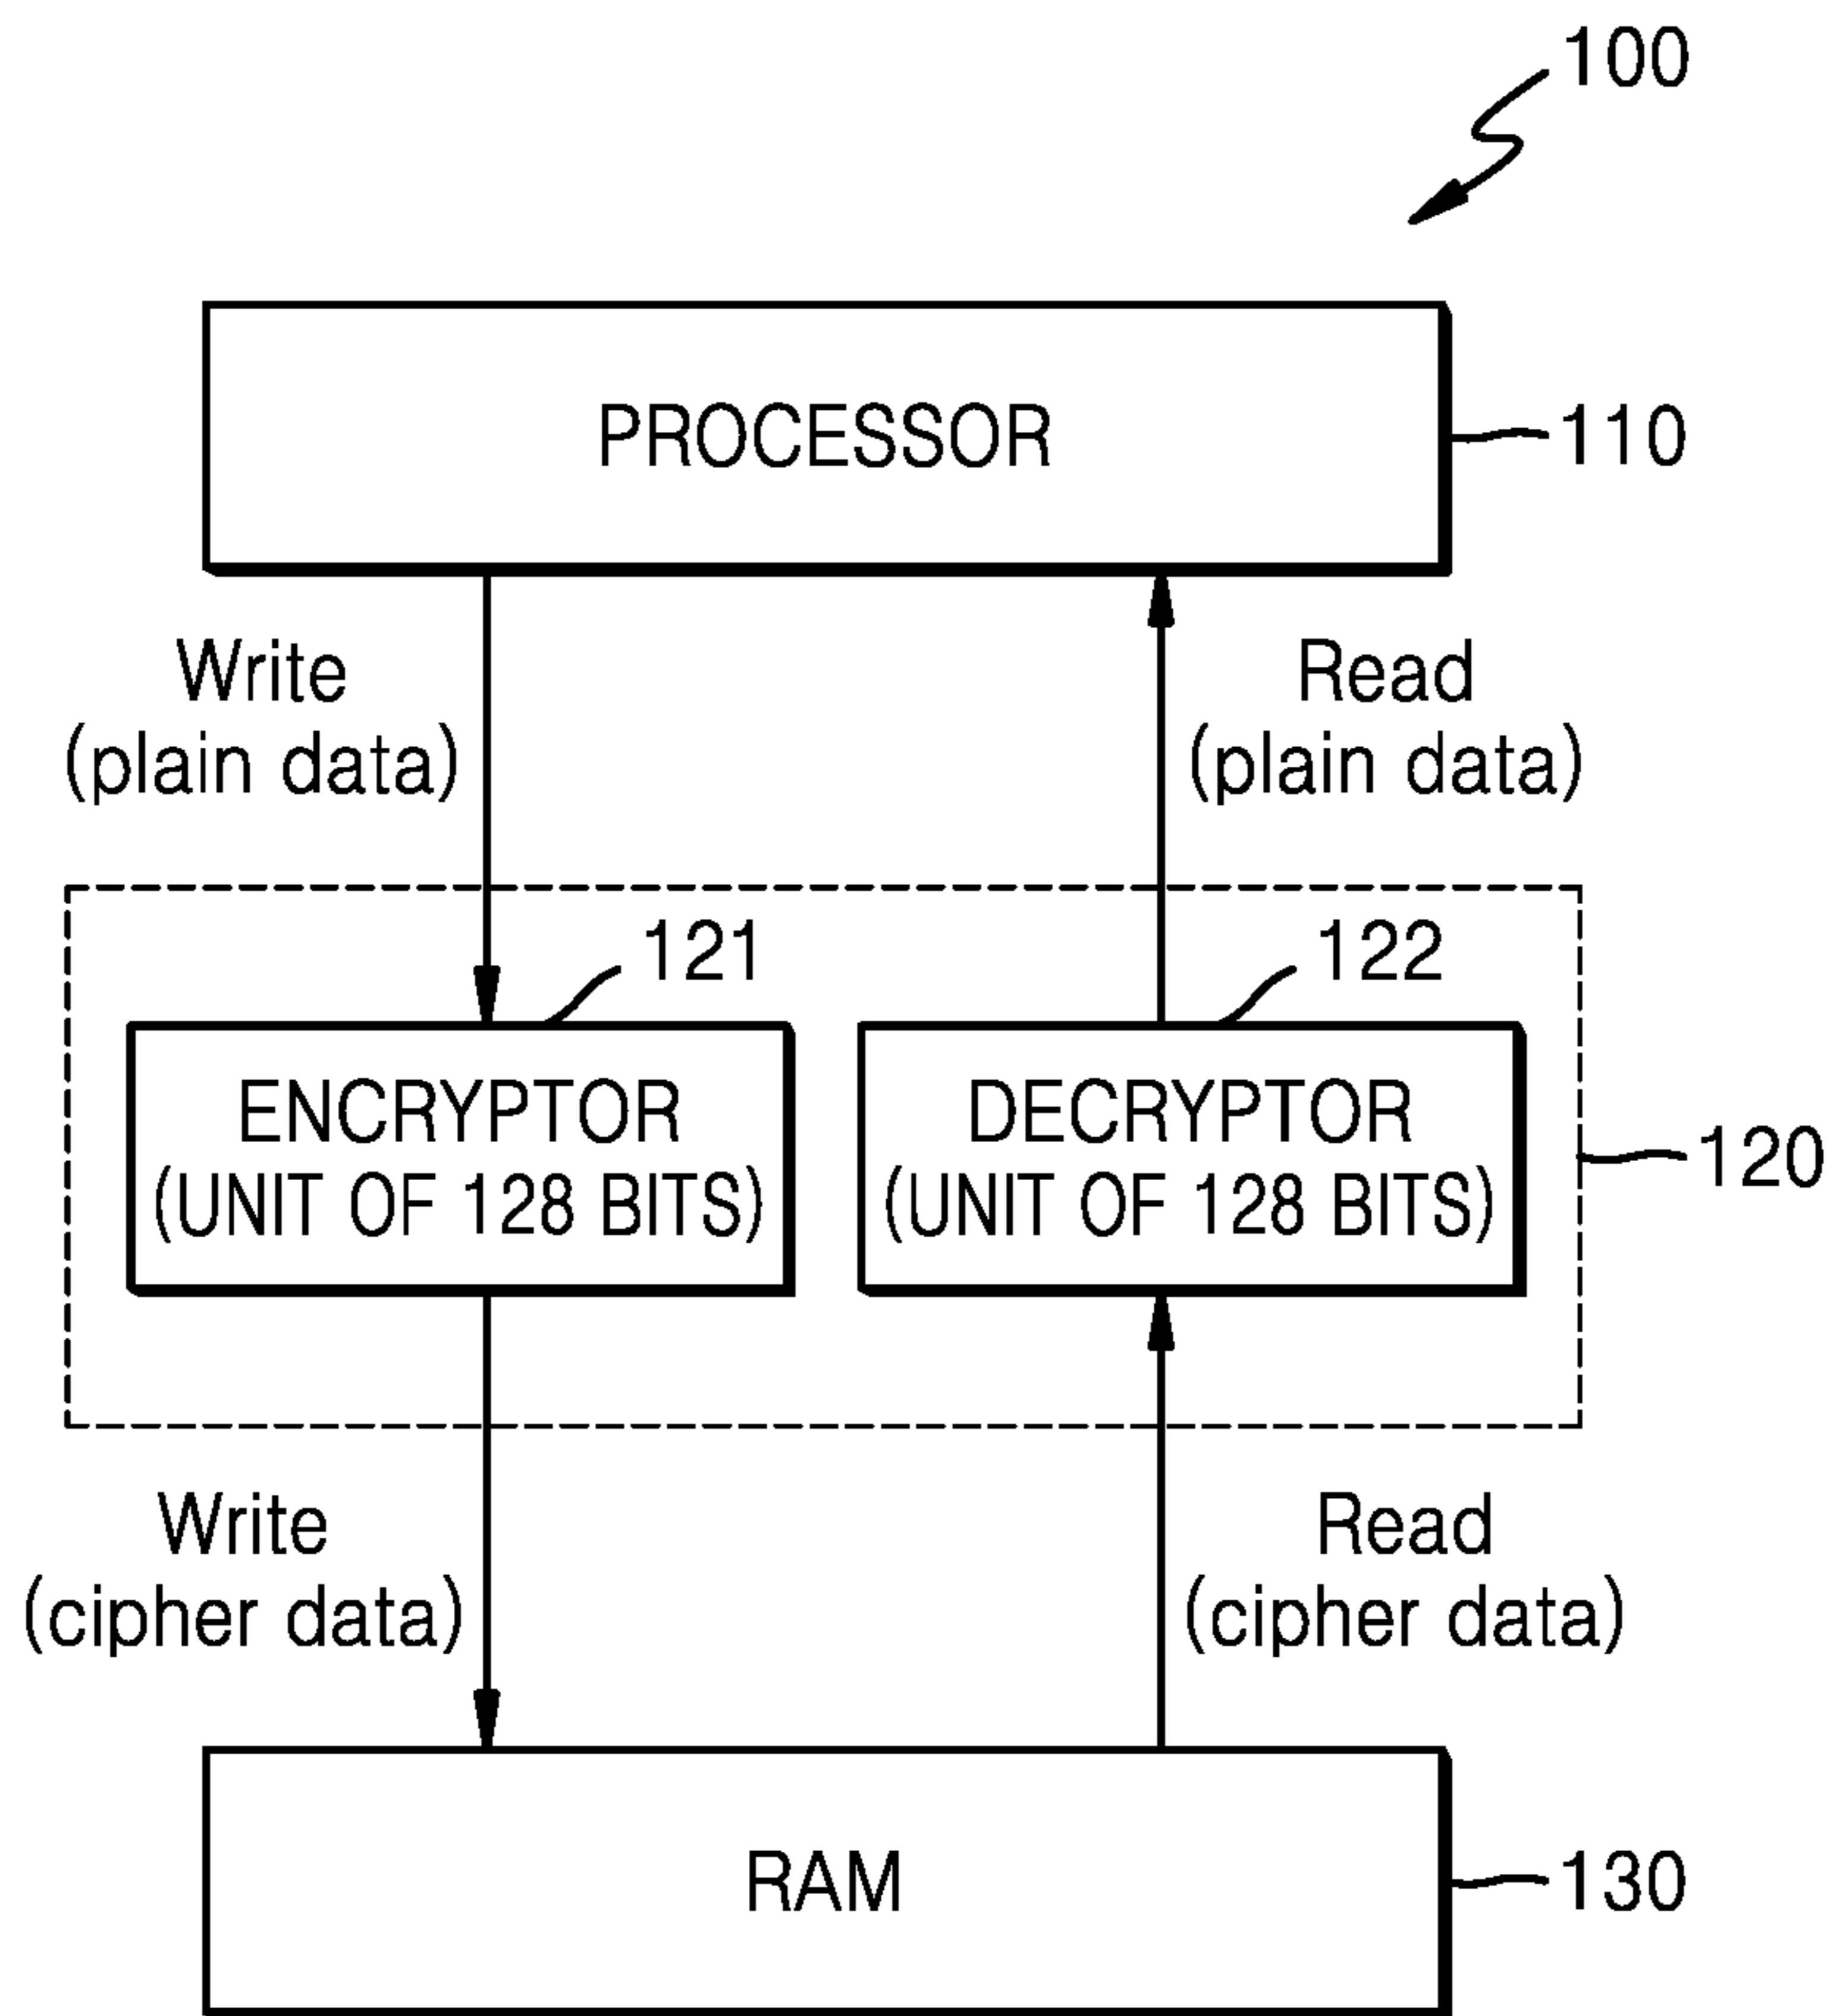 100
PROCESSOR
110
Write
(plain data)
Read
(plain data)
121
122
ENCRYPTOR
(UNIT OF 128 BITS)
DECRYPTOR
(UNIT OF 128 BITS)
120
Write
(cipher data)
Read
(cipher data)
RAM
130